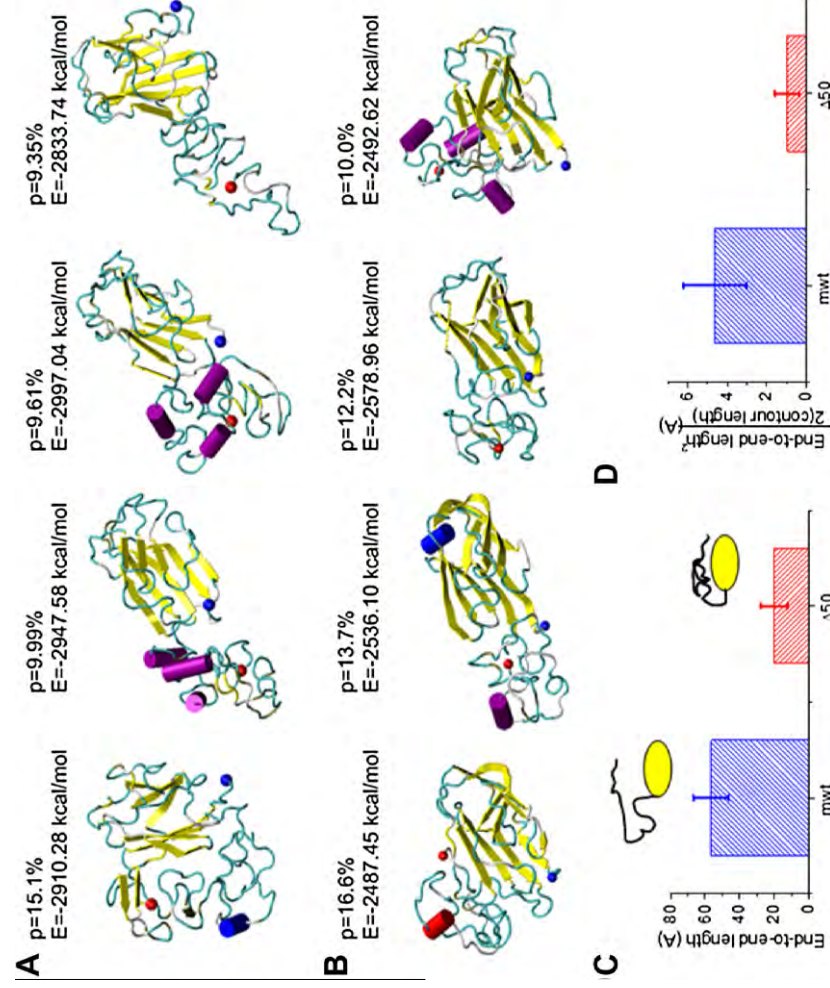 A
p=15.1%
E=-2910.28 kcal/mol
p=9.99%
E=-2947.58 kcal/mol
p=9.61%
E=-2997.04 kcal/mol
p=9.35%
E=-2833.74 kcal/mol
B
p=16.6%
E=-2487.45 kcal/mol
p=13.7%
E=-2536.10 kcal/mol
p=12.2%
E=-2578.96 kcal/mol
p=10.0%
E=-2492.62 kcal/mol
C
End-to-end length (Å)
80
60
40
20
0
mwt
Δ50
D
End-to-end length²
2(contour length)
(Å)
6
4
2
0
mwt
Δ50